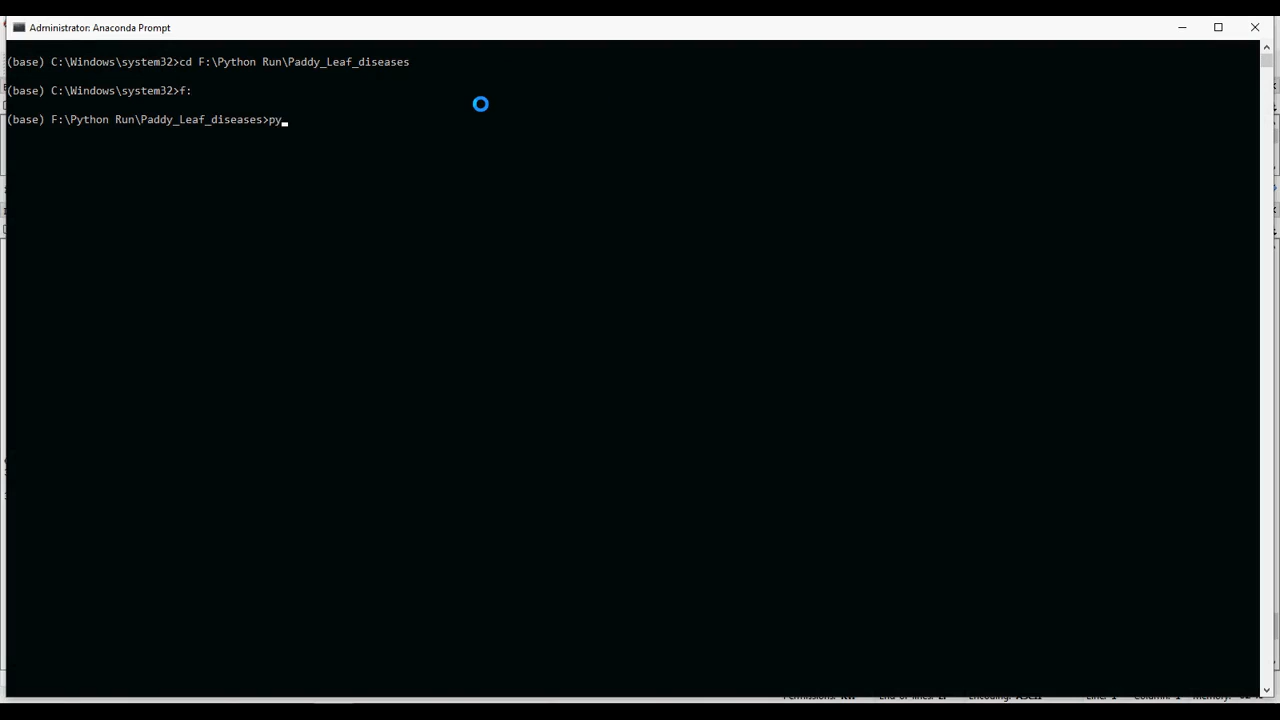 Administrator: Anaconda Prompt
(base) C:\Windows\system32>cd F:\Python Run\Paddy_Leaf_diseases
(base) C:\Windows\system32>f:
(base) F:\Python Run\Paddy_Leaf_diseases>py